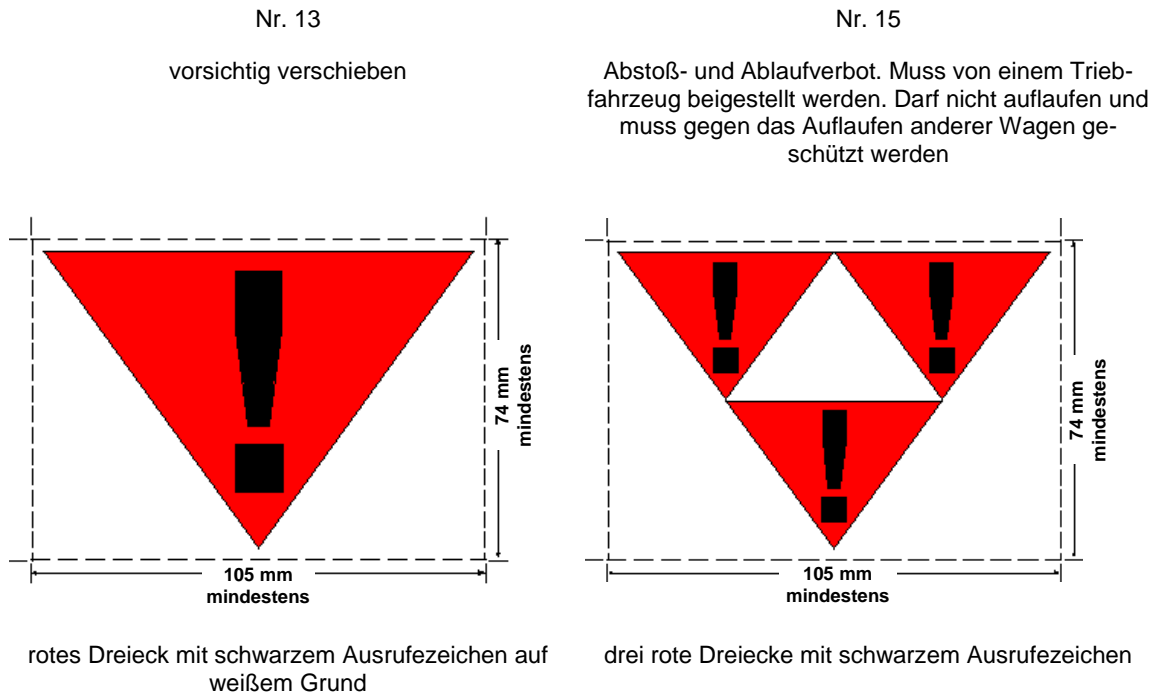 Nr. 13
vorsichtig verschieben
!
74 mm
mindestens
105 mm
mindestens
rotes Dreieck mit schwarzem Ausrufezeichen auf
weißem Grund
Nr. 15
Abstoß- und Ablaufverbot. Muss von einem Trieb-
fahrzeug beigestellt werden. Darf nicht auflaufen und
muss gegen das Auflaufen anderer Wagen ge-
schützt werden
! !
!
74 mm
mindestens
105 mm
mindestens
drei rote Dreiecke mit schwarzem Ausrufezeichen